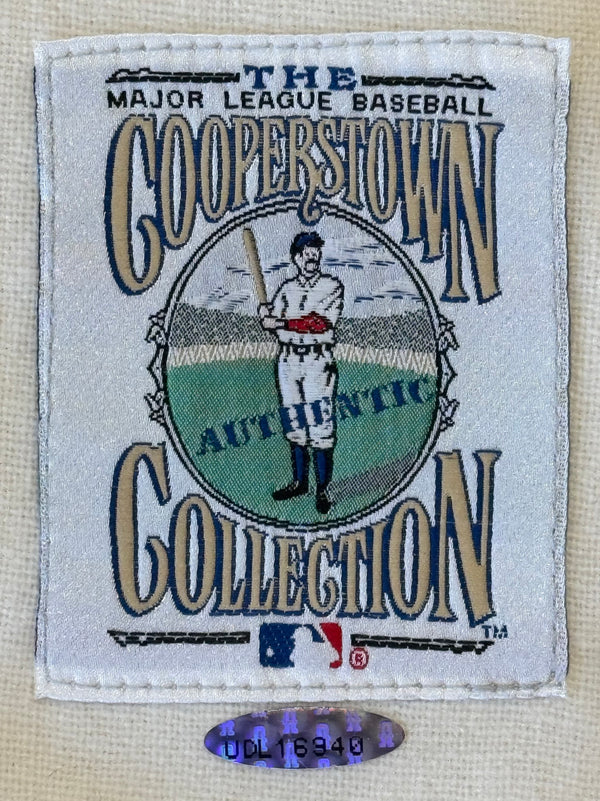 THE
MAJOR LEAGUE BASEBALL
COOPERSTOWN
AUTHENTIC
COLLECTION
TM
®
UDL16940